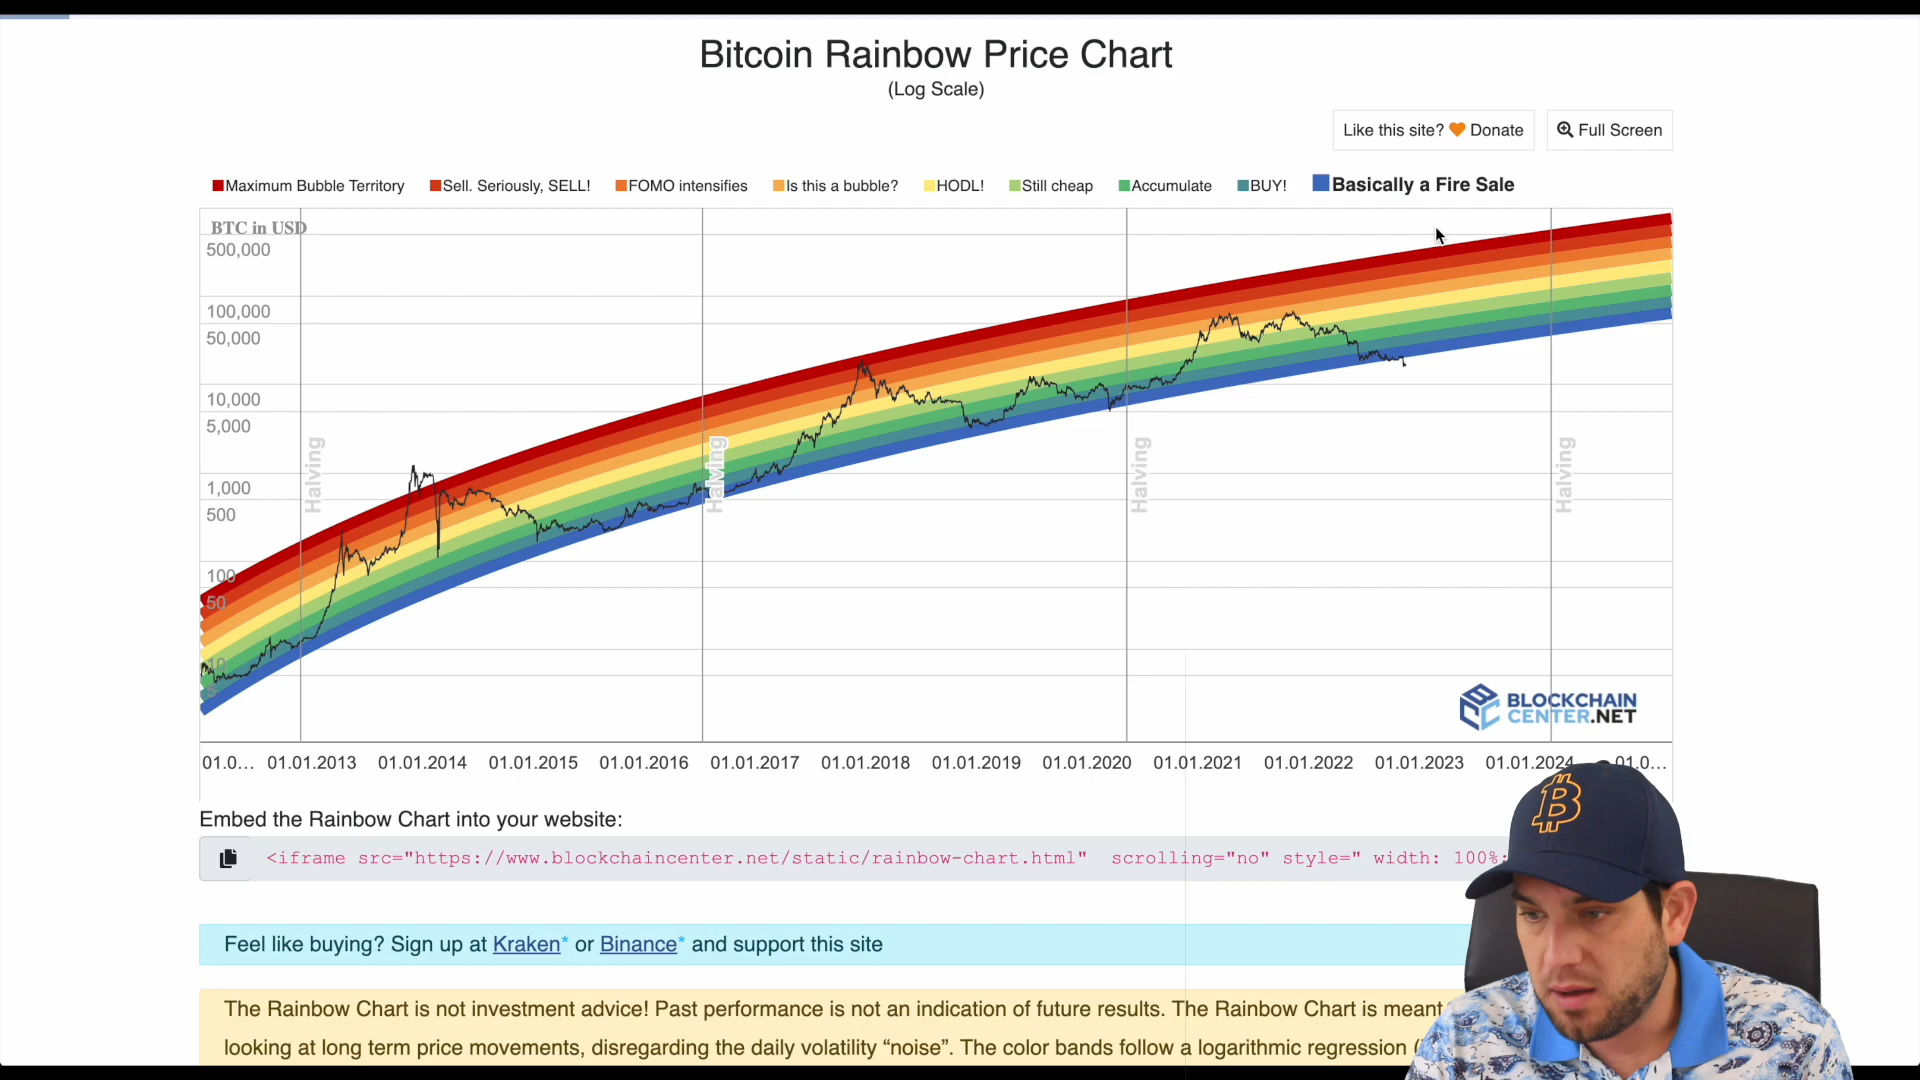 Bitcoin Rainbow Price Chart
(Log Scale)
Like this site? Donate
Full Screen
Maximum Bubble Territory Sell. Seriously, SELL! FOMO intensifies Is this a bubble? HODL! Still cheap Accumulate BUY! Basically a Fire Sale
BTC in USD
500,000
100,000
50,000
10,000
5,000
1,000
500
100
50
10
5
Halving
Halving
Halving
Halving
BLOCKCHAIN
CENTER.NET
01.0... 01.01.2013 01.01.2014 01.01.2015 01.01.2016 01.01.2017 01.01.2018 01.01.2019 01.01.2020 01.01.2021 01.01.2022 01.01.2023 01.01.2024 01.0...
Embed the Rainbow Chart into your website:
<iframe src="https://www.blockchaincenter.net/static/rainbow-chart.html" scrolling="no" style=" width: 100%;
Feel like buying? Sign up at Kraken* or Binance* and support this site
The Rainbow Chart is not investment advice! Past performance is not an indication of future results. The Rainbow Chart is meant
looking at long term price movements, disregarding the daily volatility “noise”. The color bands follow a logarithmic regression (